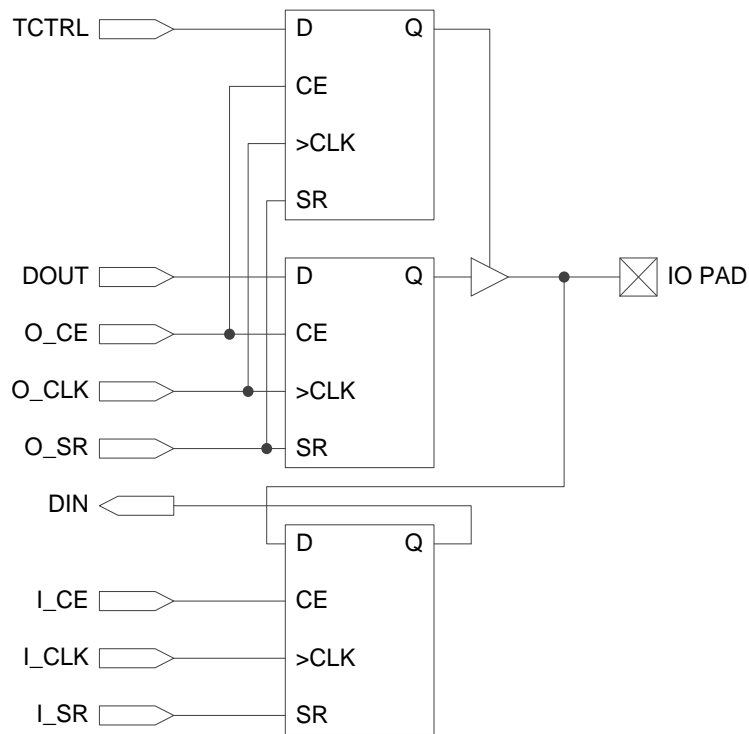 TCTRL D Q
CE
>CLK
SR
DOUT D Q IO PAD
O_CE CE
O_CLK >CLK
O_SR SR
DIN
D Q
I_CE CE
I_CLK >CLK
I_SR SR